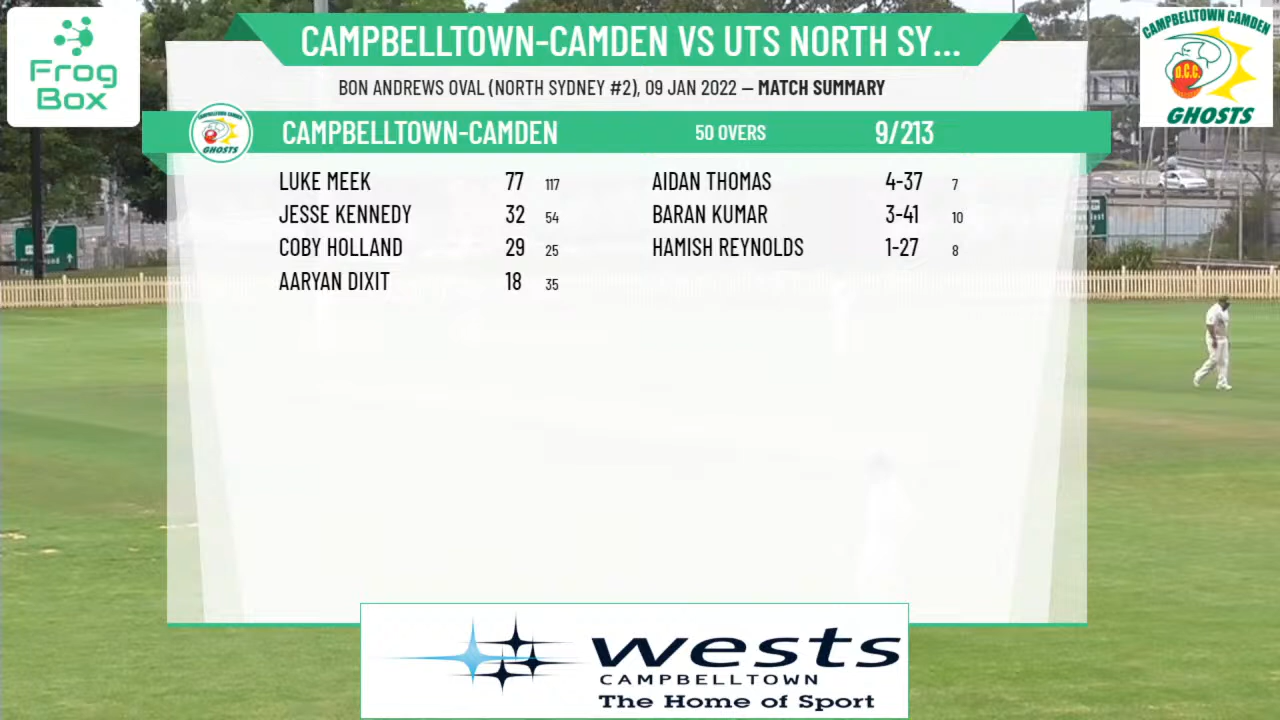 Frog
Box
CAMPBELLTOWN-CAMDEN VS UTS NORTH SY...
CAMPBELLTOWN CAMDEN
D.C.C.
GHOSTS
BON ANDREWS OVAL (NORTH SYDNEY #2), 09 JAN 2022 – MATCH SUMMARY
GHOSTS
CAMPBELLTOWN-CAMDEN 50 OVERS 9/213
LUKE MEEK 77 117 AIDAN THOMAS 4-37 7
JESSE KENNEDY 32 54 BARAN KUMAR 3-41 10
COBY HOLLAND 29 25 HAMISH REYNOLDS 1-27 8
AARYAN DIXIT 18 35
wests
CAMPBELLTOWN
The Home of Sport